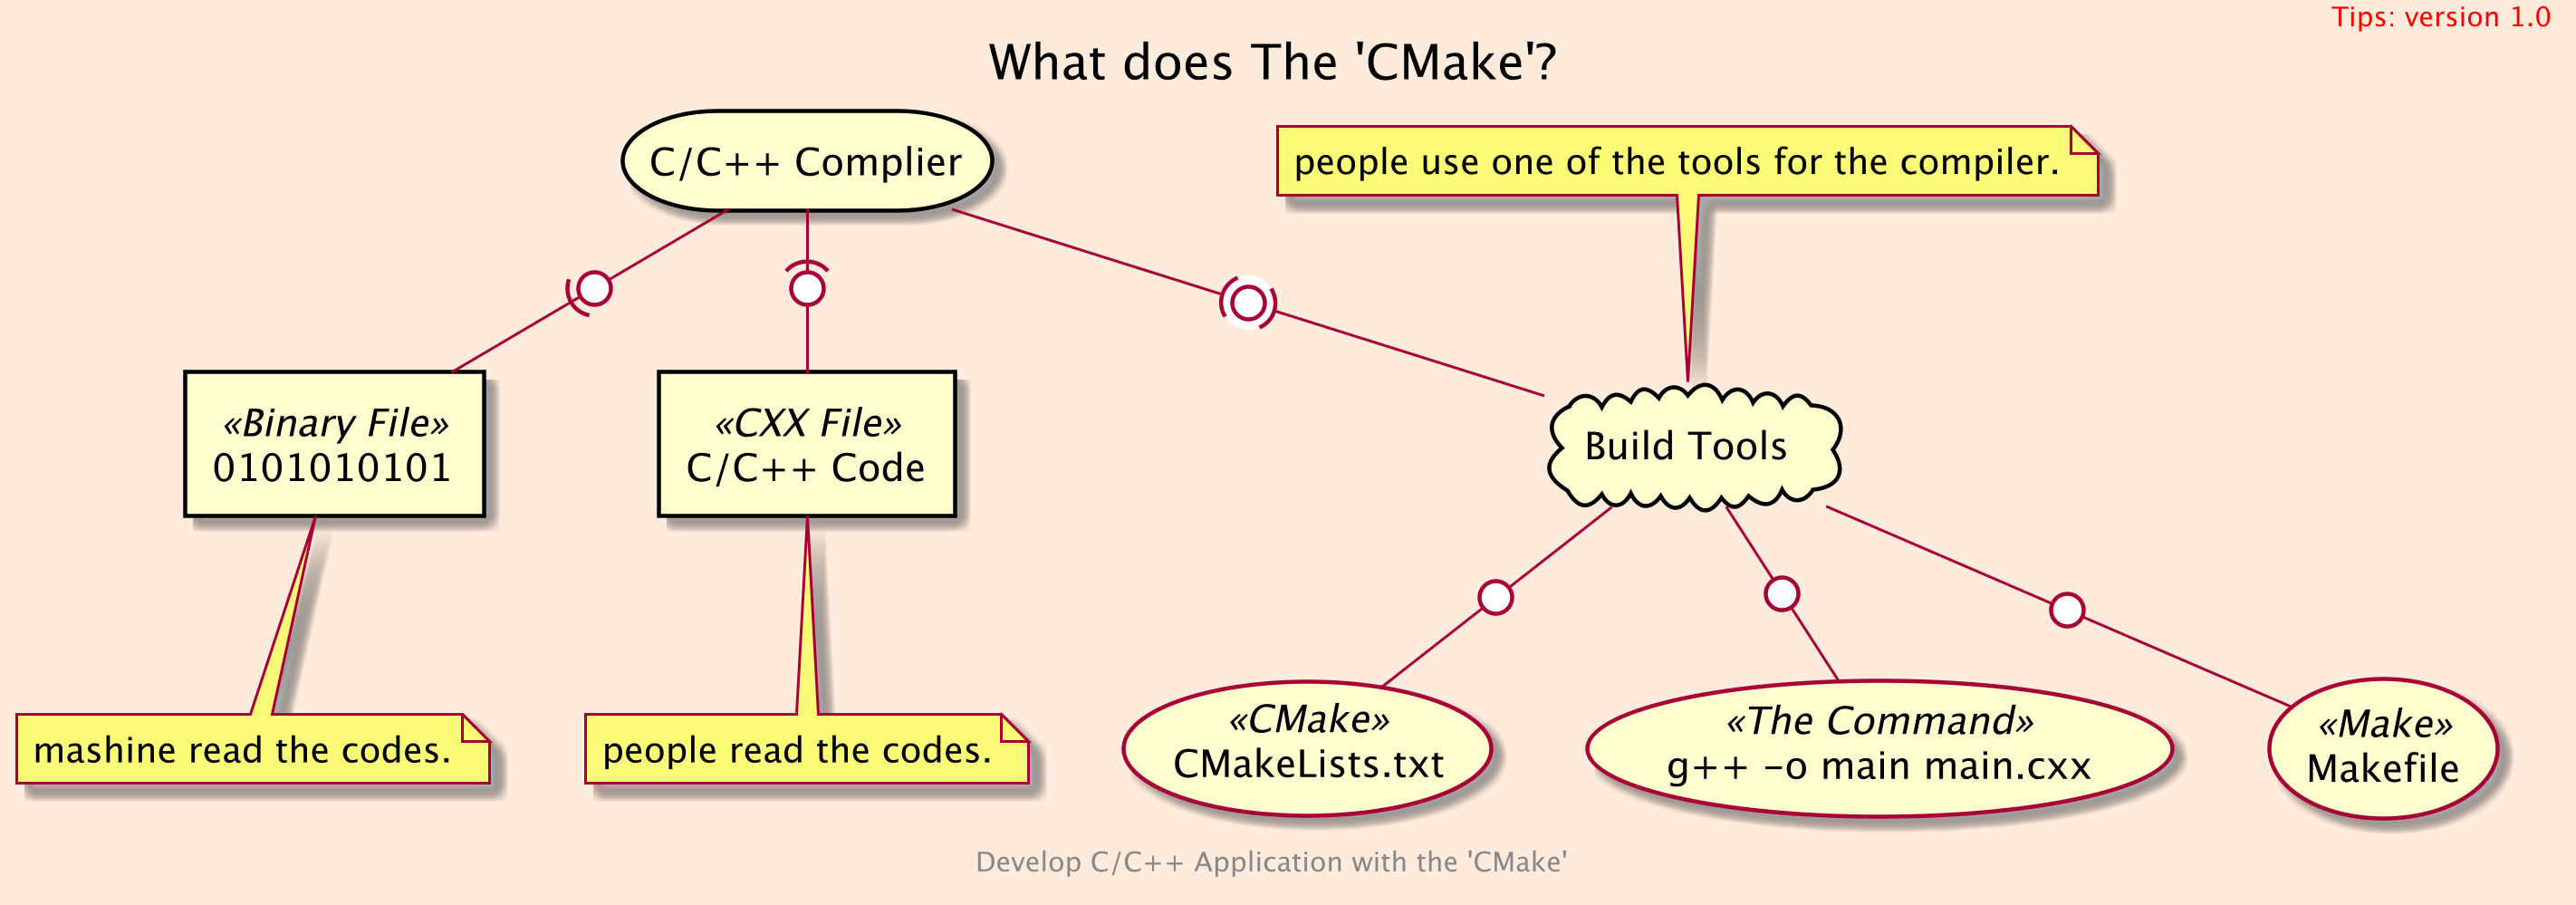 Tips: version 1.0
What does The 'CMake'?
C/C++ Complier
people use one of the tools for the compiler.
«Binary File»
0101010101
«CXX File»
C/C++ Code
Build Tools
mashine read the codes.
people read the codes.
«CMake»
CMakeLists.txt
«The Command»
g++ -o main main.cxx
«Make»
Makefile
Develop C/C++ Application with the 'CMake'